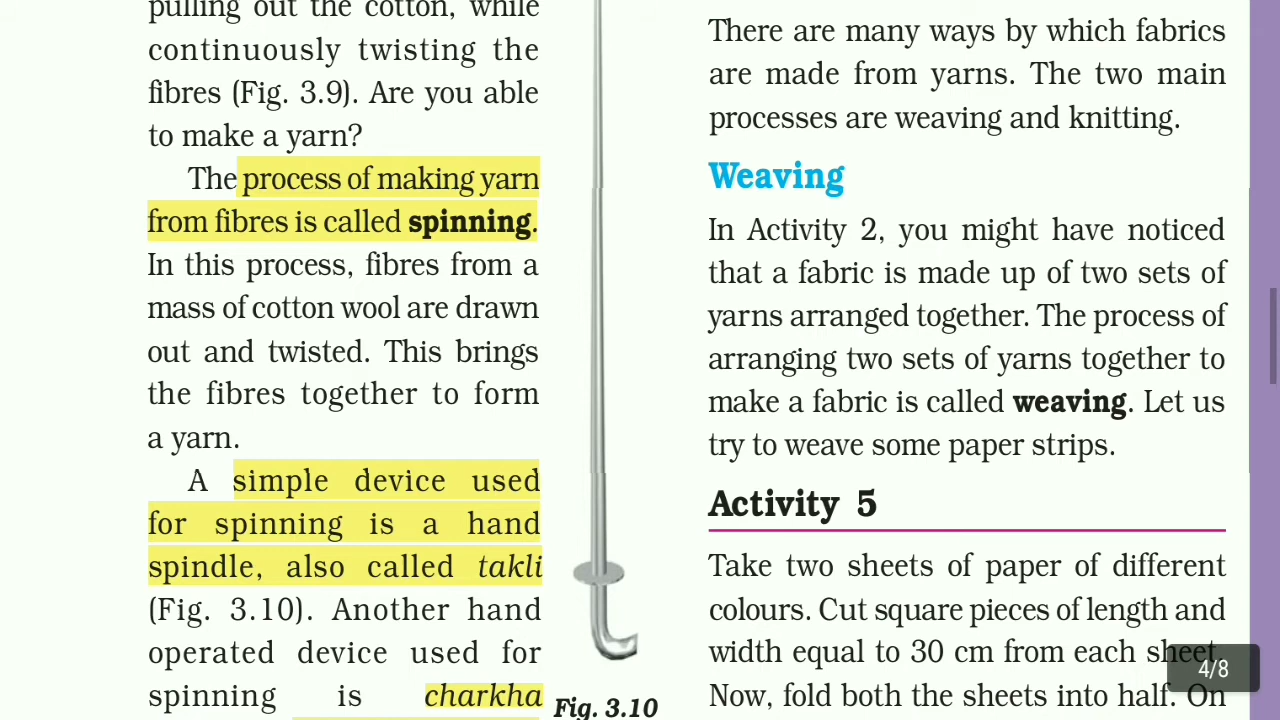 pulling out the cotton, while
continuously twisting the
fibres (Fig. 3.9). Are you able
to make a yarn?
The process of making yarn
from fibres is called spinning.
In this process, fibres from a
mass of cotton wool are drawn
out and twisted. This brings
the fibres together to form
a yarn.
A simple device used
for spinning is a hand
spindle, also called takli
(Fig. 3.10). Another hand
operated device used for
spinning is charkha
Fig. 3.10
There are many ways by which fabrics
are made from yarns. The two main
processes are weaving and knitting.
Weaving
In Activity 2, you might have noticed
that a fabric is made up of two sets of
yarns arranged together. The process of
arranging two sets of yarns together to
make a fabric is called weaving. Let us
try to weave some paper strips.
Activity 5
Take two sheets of paper of different
colours. Cut square pieces of length and
width equal to 30 cm from each sheet.
Now, fold both the sheets into half. On
4/8